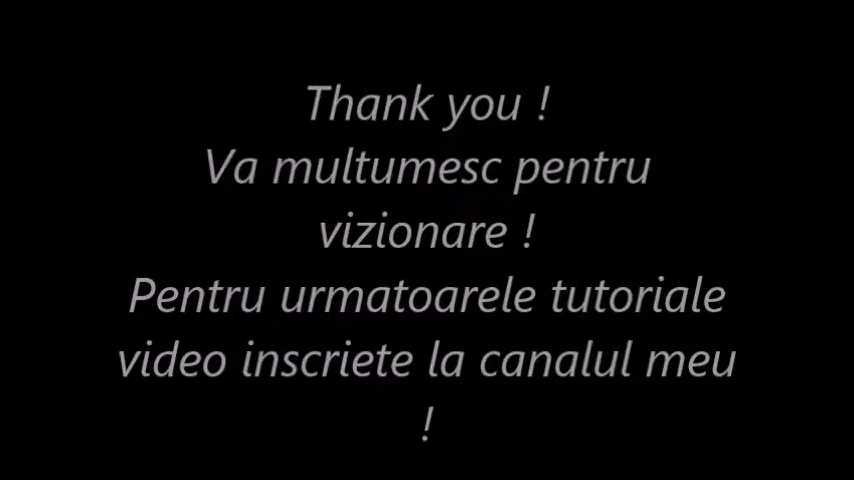 Thank you !
Va multumesc pentru
vizionare !
Pentru urmatoarele tutoriale
video inscriete la canalul meu
!